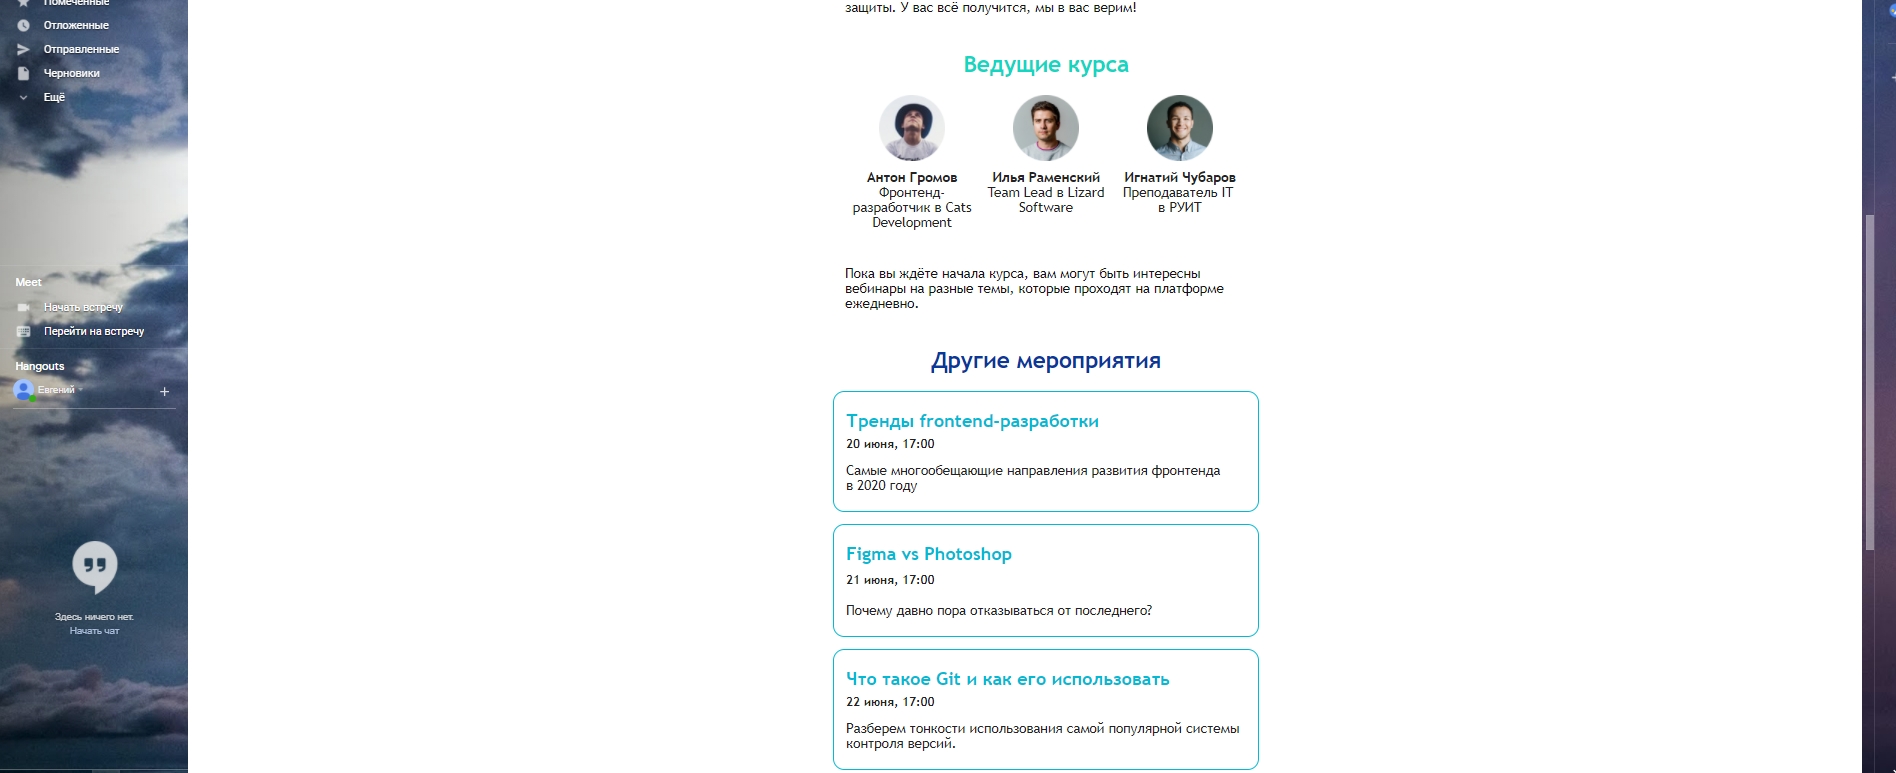 Помеченные
Отложенные
Отправленные
Черновики
Ещё
Meet
Начать встречу
Перейти на встречу
Hangouts
Евгений
Здесь ничего нет.
Начать чат
защиты. У вас всё получится, мы в вас верим!
Ведущие курса
Антон Громов
Фронтенд-
разработчик в Cats
Development
Илья Раменский
Team Lead в Lizard
Software
Игнатий Чубаров
Преподаватель IT
в РУИТ
Пока вы ждёте начала курса, вам могут быть интересны
вебинары на разные темы, которые проходят на платформе
ежедневно.
Другие мероприятия
Тренды frontend-разработки
20 июня, 17:00
Самые многообещающие направления развития фронтенда
в 2020 году
Figma vs Photoshop
21 июня, 17:00
Почему давно пора отказываться от последнего?
Что такое Git и как его использовать
22 июня, 17:00
Разберем тонкости использования самой популярной системы
контроля версий.